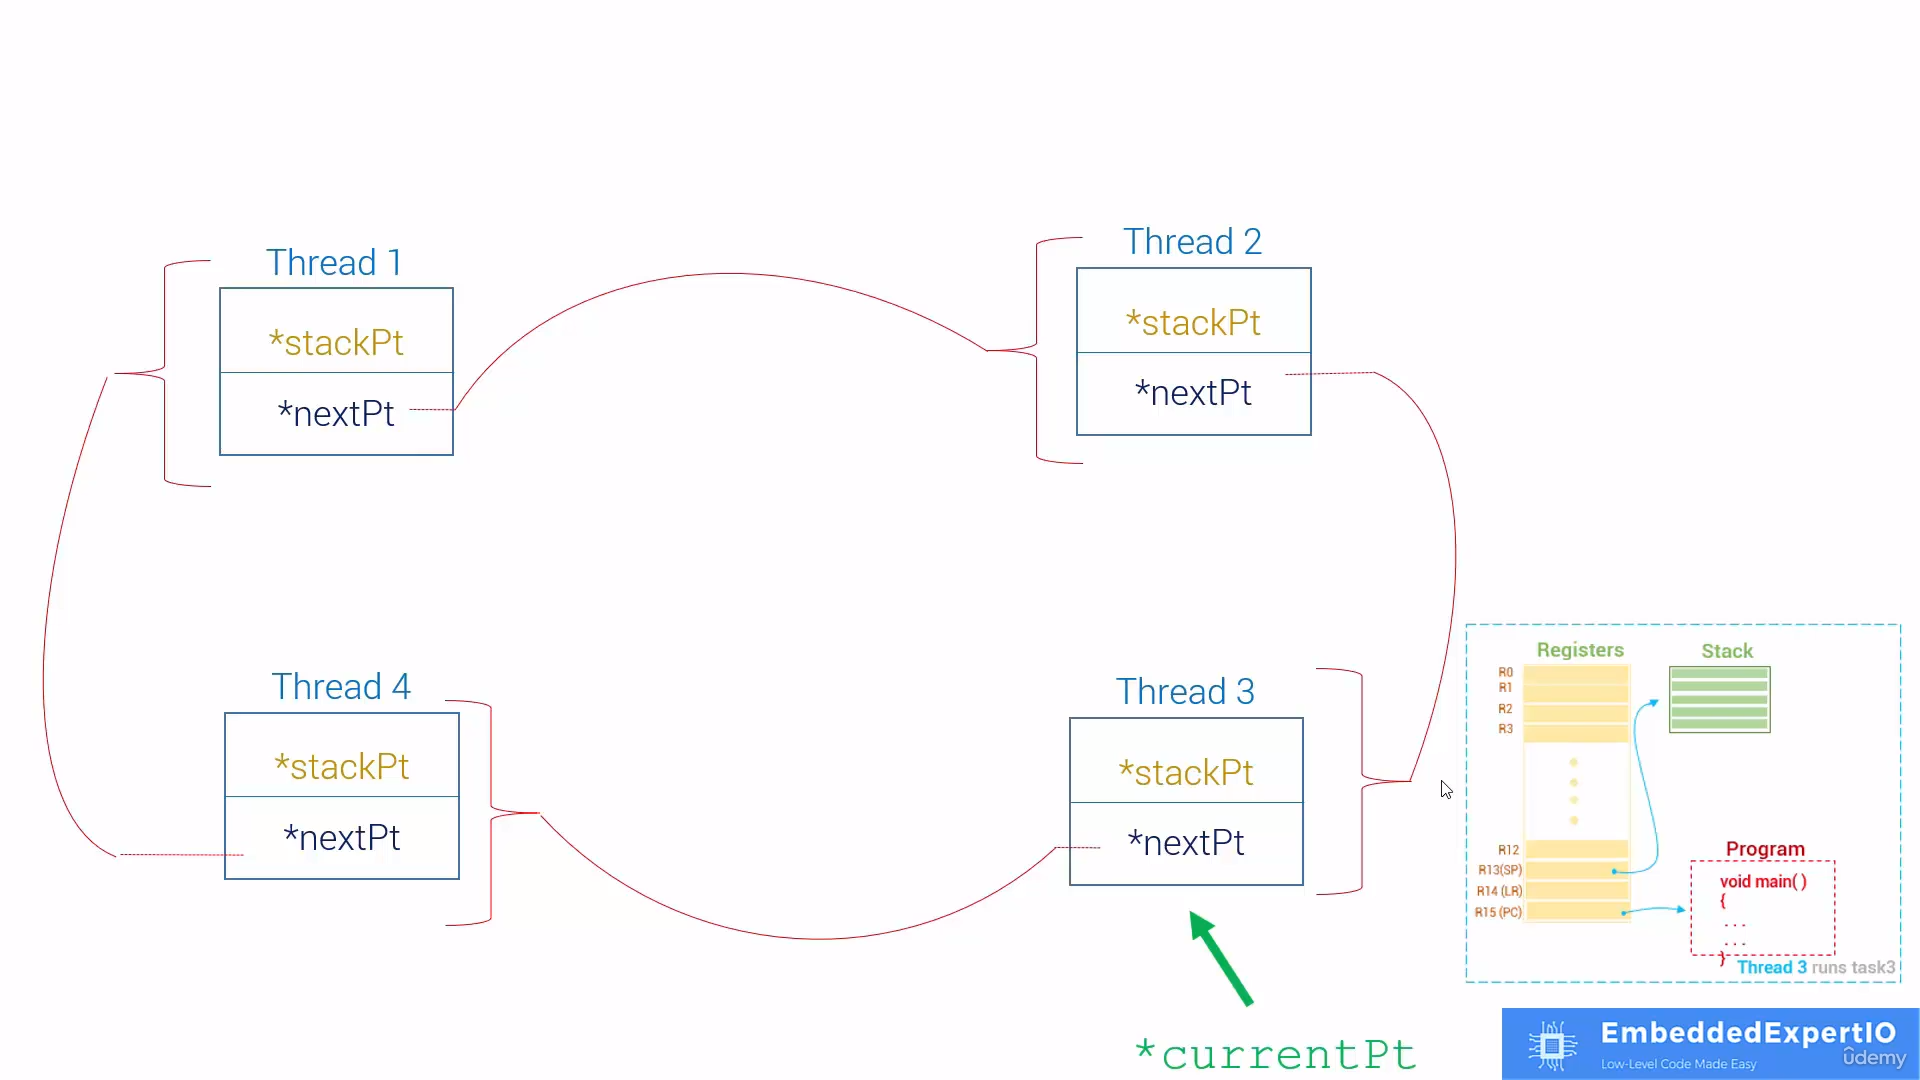 Thread 1
*stackPt
*nextPt
Thread 2
*stackPt
*nextPt
Thread 4
*stackPt
*nextPt
Thread 3
*stackPt
*nextPt
*currentPt
Registers
Stack
R0
R1
R2
R3
R12
R13(SP)
R14 (LR)
R15 (PC)
Program
void main( )
{
. . .
. . .
}
Thread 3 runs task3
EmbeddedExpertIO
Low-Level Code Made Easy
ûdemy